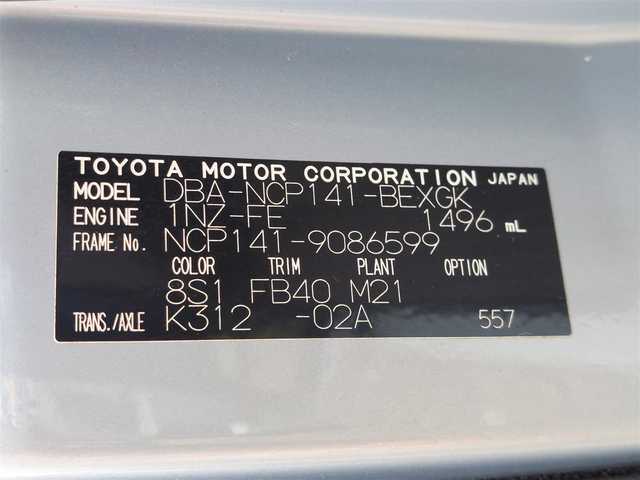 TOYOTA MOTOR CORPORATION JAPAN
MODEL DBA-NCP141-BEXGK
ENGINE 1NZ-FE 1496 mL
FRAME No. NCP141-9086599
COLOR TRIM PLANT OPTION
8S1 FB40 M21
TRANS./AXLE K312 -02A 557